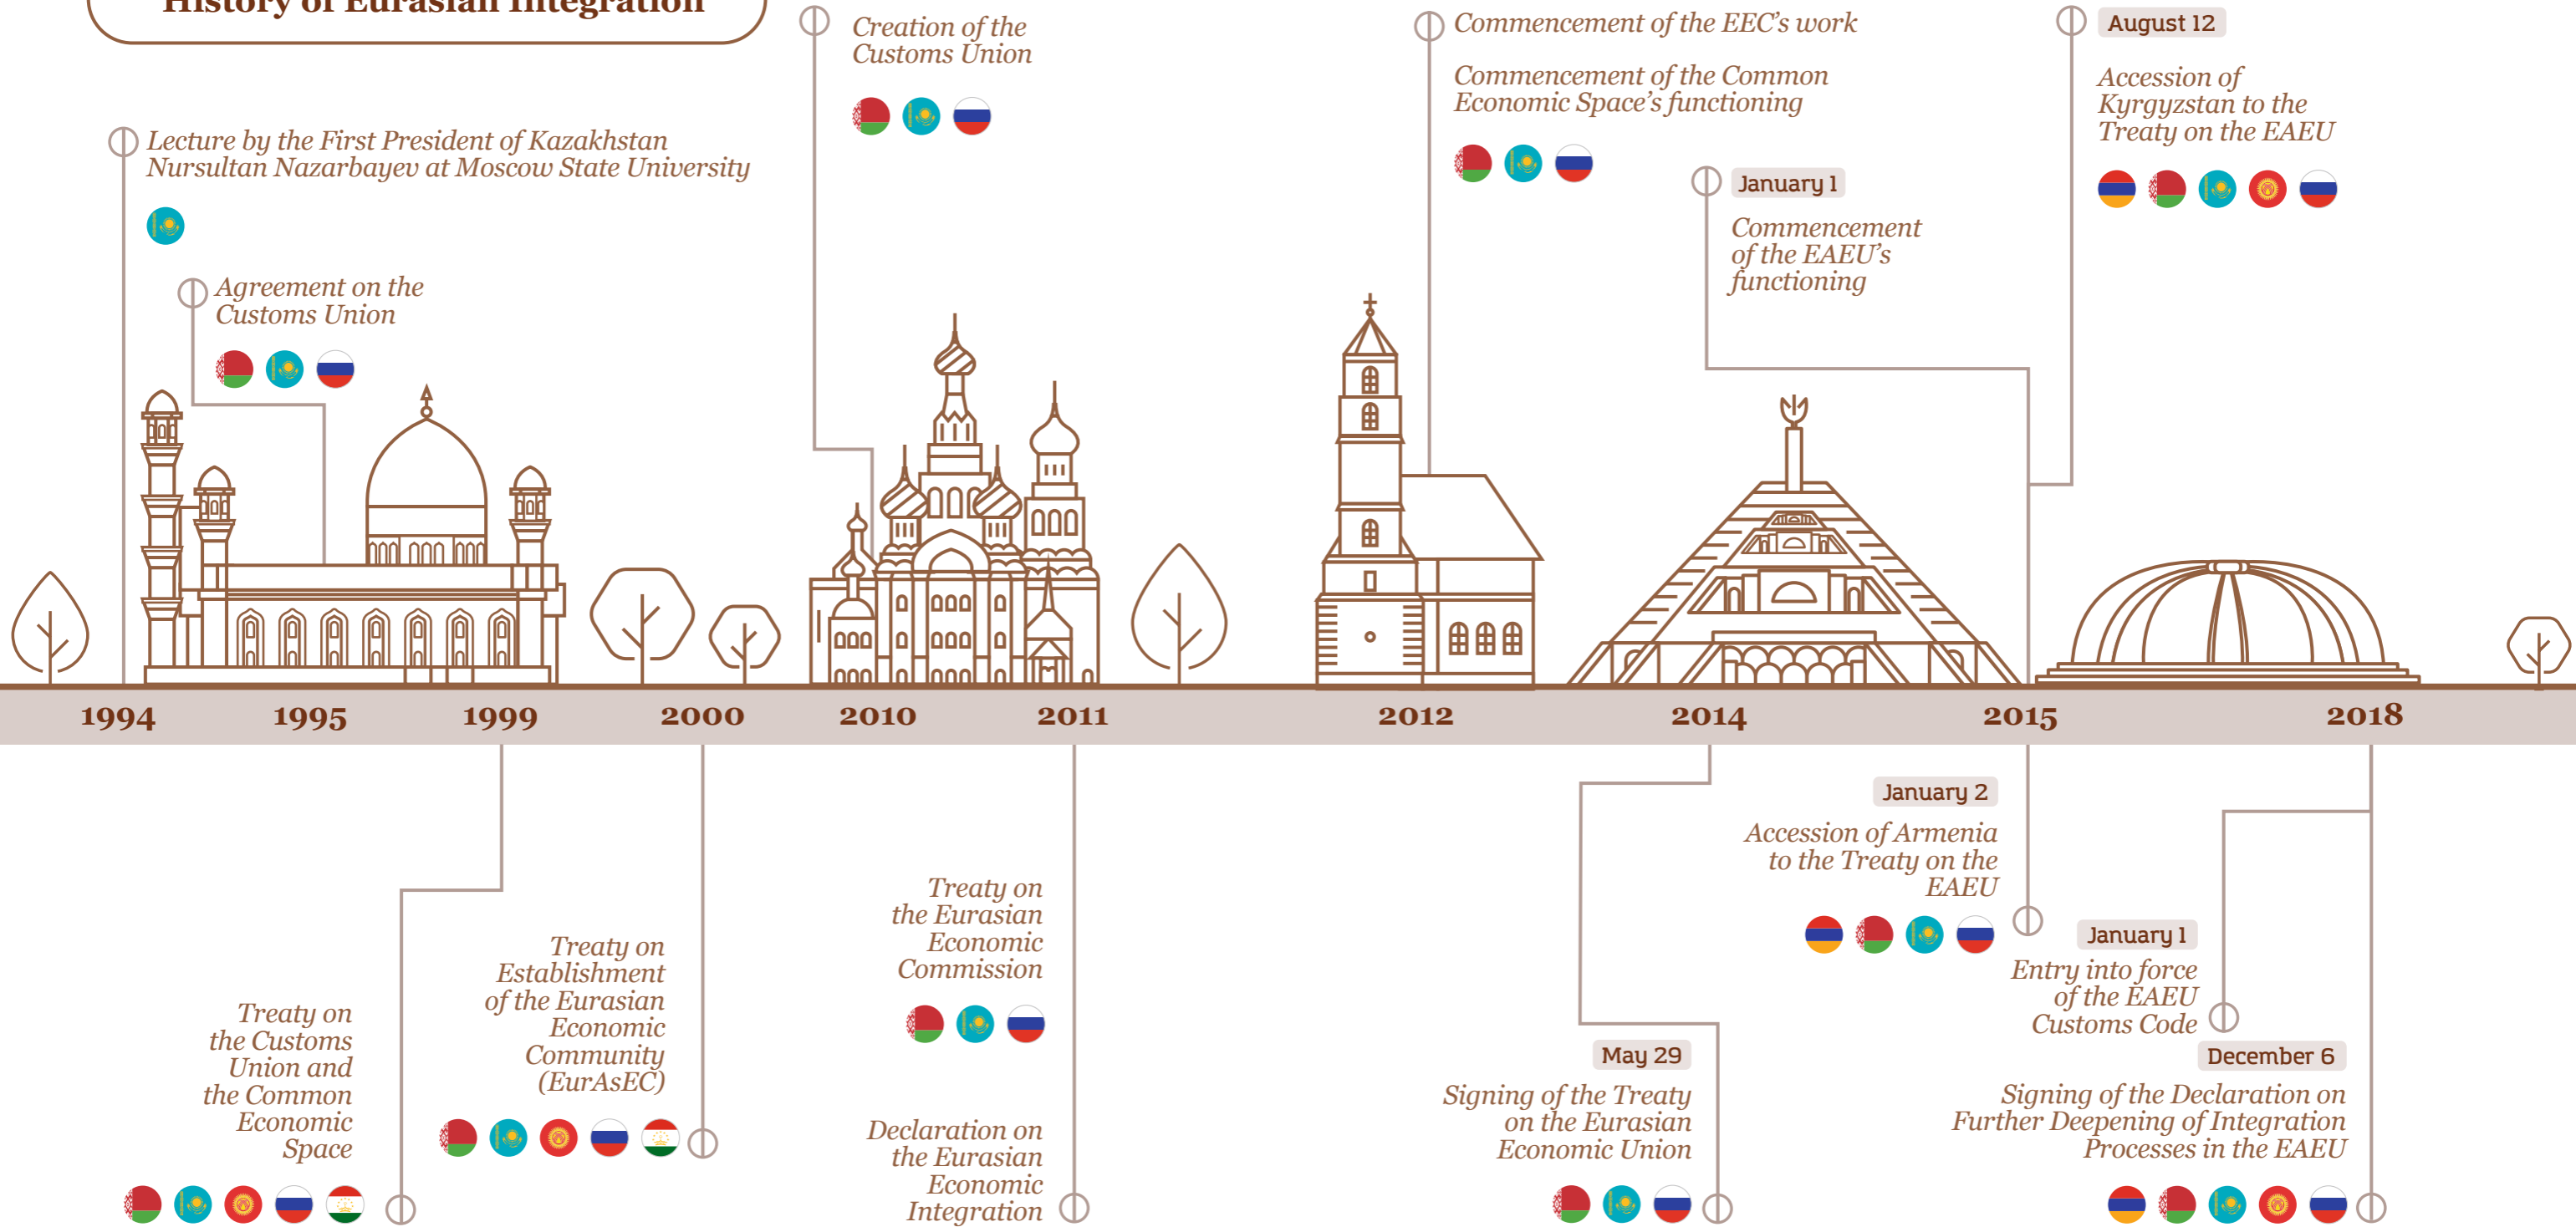 History of Eurasian Integration
Lecture by the First President of Kazakhstan
Nursultan Nazarbayev at Moscow State University
Agreement on the
Customs Union
Creation of the
Customs Union
Commencement of the EEC's work
Commencement of the Common
Economic Space's functioning
January 1
Commencement
of the EAEU's
functioning
August 12
Accession of
Kyrgyzstan to the
Treaty on the EAEU
1994 1995 1999 2000 2010 2011 2012 2014 2015 2018
Treaty on
the Customs
Union and
the Common
Economic
Space
Treaty on
Establishment
of the Eurasian
Economic
Community
(EurAsEC)
Treaty on
the Eurasian
Economic
Commission
Declaration on
the Eurasian
Economic
Integration
May 29
Signing of the Treaty
on the Eurasian
Economic Union
January 2
Accession of Armenia
to the Treaty on the
EAEU
January 1
Entry into force
of the EAEU
Customs Code
December 6
Signing of the Declaration on
Further Deepening of Integration
Processes in the EAEU